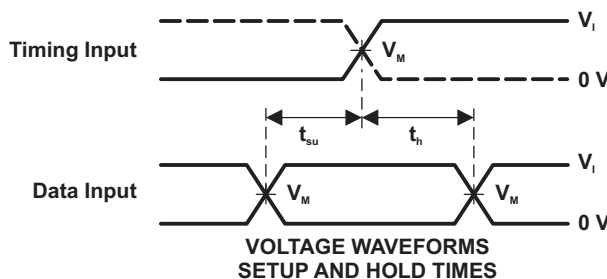 V_I
Timing Input
V_M
0 V
t_su
t_h
V_I
Data Input
V_M
V_M
0 V
VOLTAGE WAVEFORMS
SETUP AND HOLD TIMES